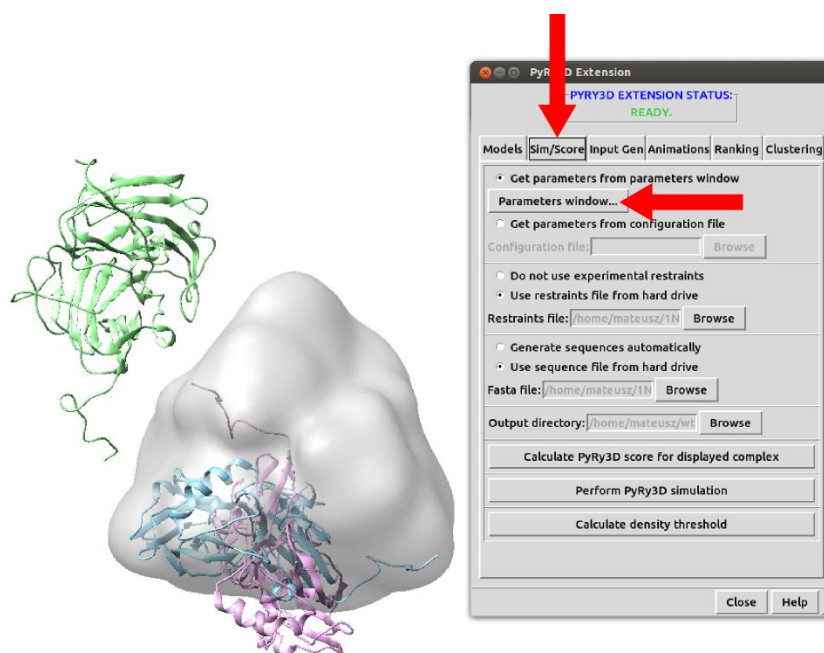 PyRy3D Extension
PYRY3D EXTENSION STATUS:
READY.
Models Sim/Score Input Gen Animations Ranking Clustering
Get parameters from parameters window
Parameters window...
Get parameters from configuration file
Configuration file: Browse
Do not use experimental restraints
Use restraints file from hard drive
Restraints file: /home/mateusz/1N Browse
Generate sequences automatically
Use sequence file from hard drive
Fasta file: /home/mateusz/1N Browse
Output directory: /home/mateusz/wt Browse
Calculate PyRy3D score for displayed complex
Perform PyRy3D simulation
Calculate density threshold
Close Help